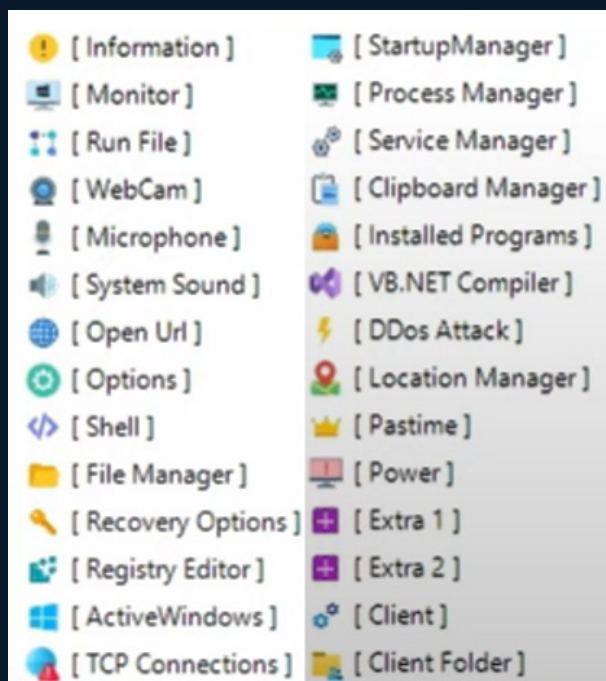 [ Information ]
[ Monitor ]
[ Run File ]
[ WebCam ]
[ Microphone ]
[ System Sound ]
[ Open Url ]
[ Options ]
[ Shell ]
[ File Manager ]
[ Recovery Options ]
[ Registry Editor ]
[ ActiveWindows ]
[ TCP Connections ]
[ StartupManager ]
[ Process Manager ]
[ Service Manager ]
[ Clipboard Manager ]
[ Installed Programs ]
[ VB.NET Compiler ]
[ DDos Attack ]
[ Location Manager ]
[ Pastime ]
[ Power ]
[ Extra 1 ]
[ Extra 2 ]
[ Client ]
[ Client Folder ]